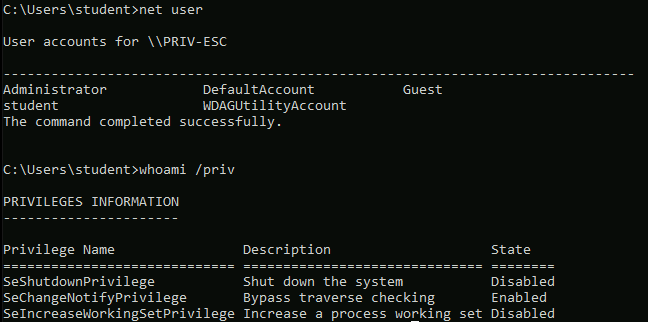 C:\Users\student>net user
User accounts for \\PRIV-ESC
-------------------------------------------------------------------------------
Administrator            DefaultAccount           Guest
student                  WDAGUtilityAccount
The command completed successfully.
C:\Users\student>whoami /priv
PRIVILEGES INFORMATION
----------------------
Privilege Name                Description                    State
============================= ============================== ========
SeShutdownPrivilege           Shut down the system           Disabled
SeChangeNotifyPrivilege       Bypass traverse checking       Enabled
SeIncreaseWorkingSetPrivilege Increase a process working set Disabled